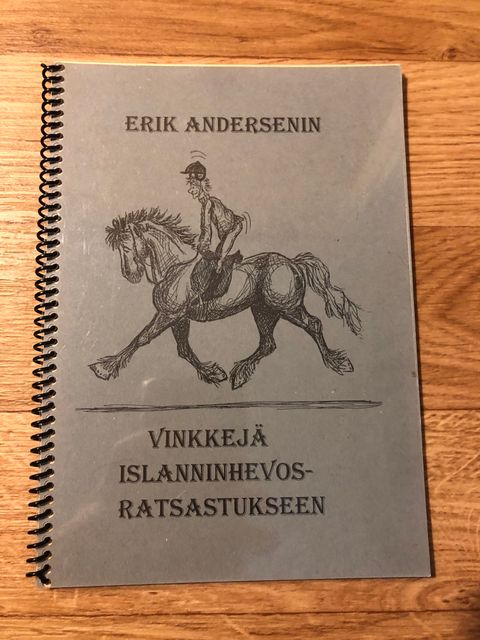 ERIK ANDERSENIN
VINKKEJÄ
ISLANNINHEVOS-
RATSASTUKSEEN